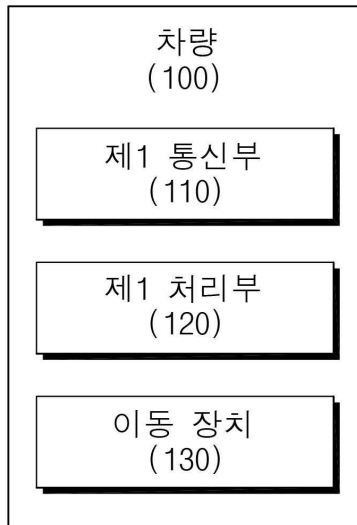 차량
(100)
제1 통신부
(110)
제1 처리부
(120)
이동 장치
(130)